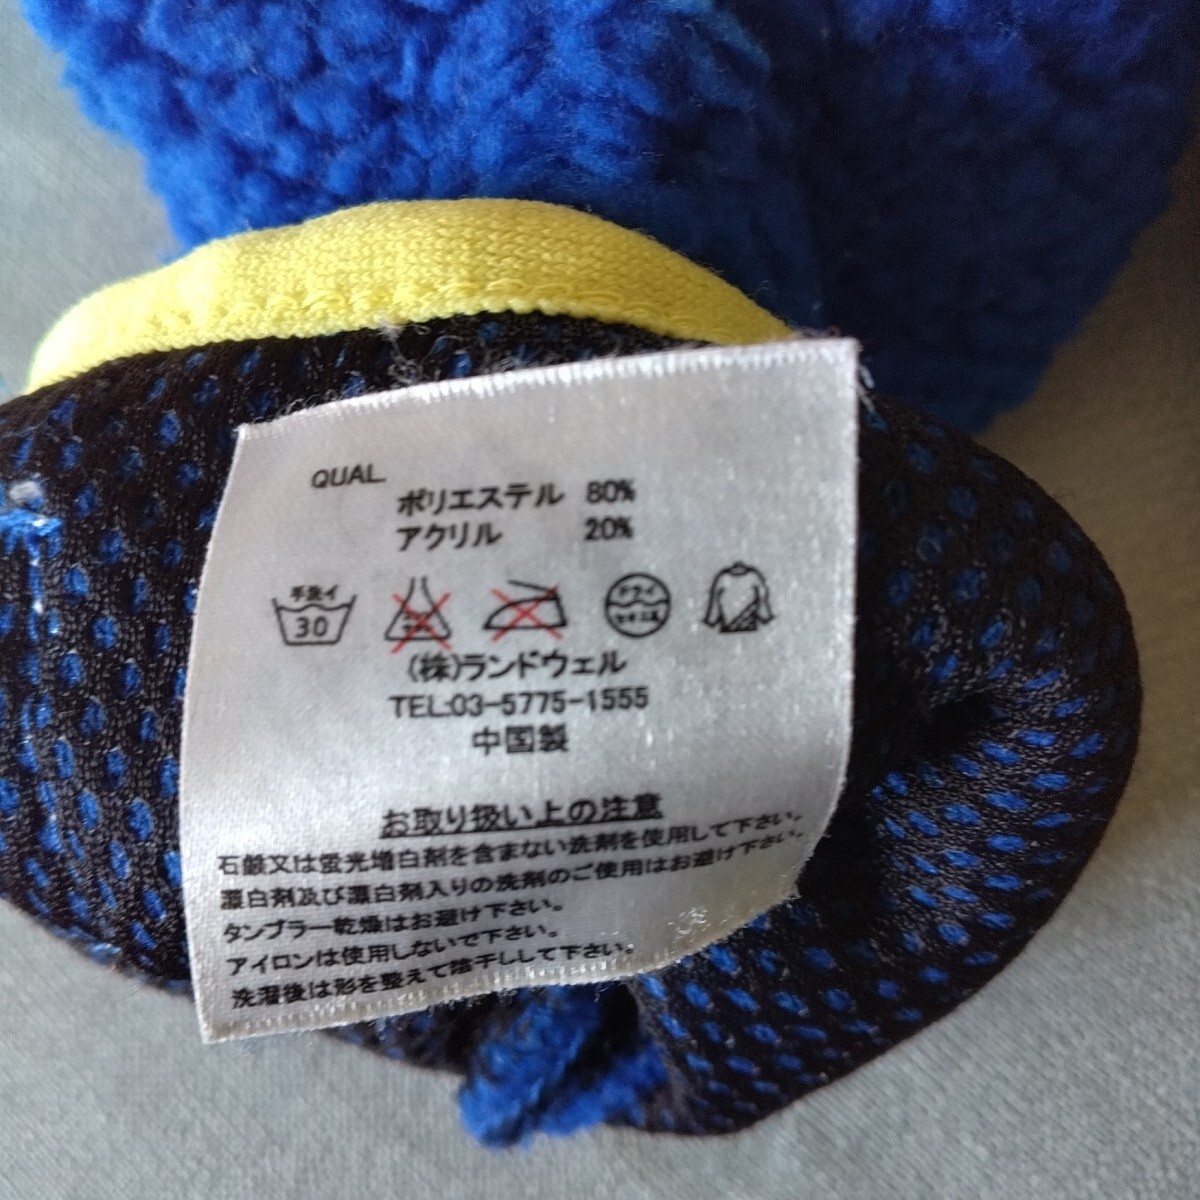 QUAL
ポリエステル 80%
アクリル 20%
手洗イ
30
ドライ
セキユ系
(株)ランドウェル
TEL:03-5775-1555
中国製
お取り扱い上の注意
石鹸又は蛍光増白剤を含まない洗剤を使用して下さい。
漂白剤及び漂白剤入りの洗剤のご使用はお避け下さい。
タンブラー乾燥はお避け下さい。
アイロンは使用しないで下さい。
洗濯後は形を整えて陰干しして下さい。